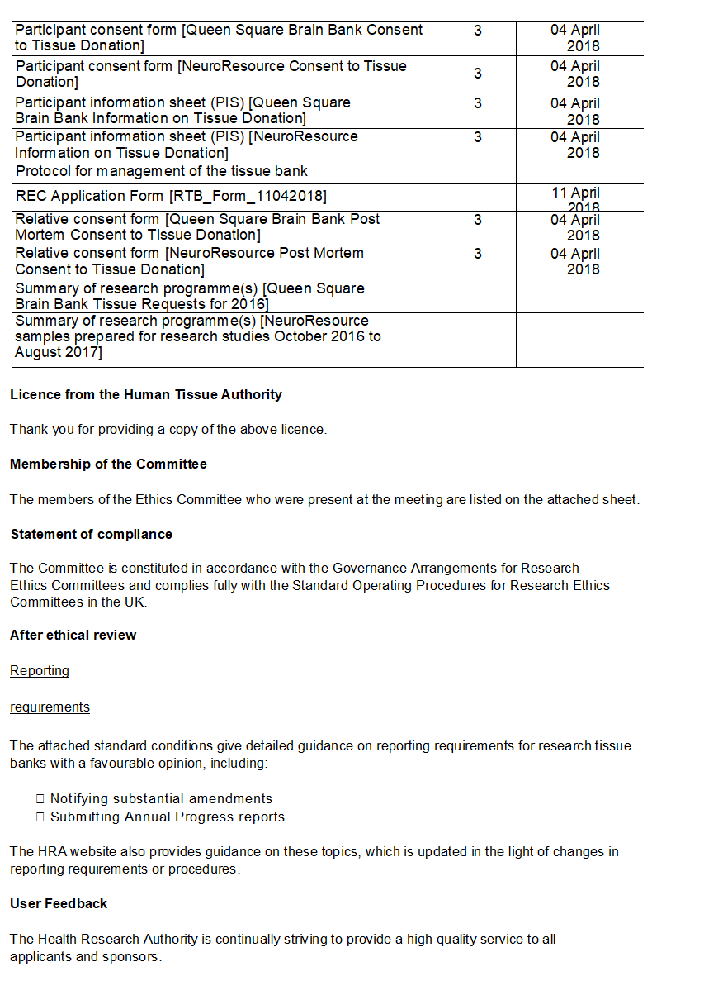 Participant consent form [Queen Square Brain Bank Consent 3 04 April
to Tissue Donation] 2018
Participant consent form [NeuroResource Consent to Tissue 3 04 April
Donation] 2018
Participant information sheet (PIS) [Queen Square 3 04 April
Brain Bank Information on Tissue Donation] 2018
Participant information sheet (PIS) [NeuroResource 3 04 April
Information on Tissue Donation] 2018
Protocol for management of the tissue bank
REC Application Form [RTB_Form_11042018] 11 April
2018
Relative consent form [Queen Square Brain Bank Post 3 04 April
Mortem Consent to Tissue Donation] 2018
Relative consent form [NeuroResource Post Mortem 3 04 April
Consent to Tissue Donation] 2018
Summary of research programme(s) [Queen Square
Brain Bank Tissue Requests for 2016]
Summary of research programme(s) [NeuroResource
samples prepared for research studies October 2016 to
August 2017]
Licence from the Human Tissue Authority
Thank you for providing a copy of the above licence.
Membership of the Committee
The members of the Ethics Committee who were present at the meeting are listed on the attached sheet.
Statement of compliance
The Committee is constituted in accordance with the Governance Arrangements for Research
Ethics Committees and complies fully with the Standard Operating Procedures for Research Ethics
Committees in the UK.
After ethical review
Reporting
requirements
The attached standard conditions give detailed guidance on reporting requirements for research tissue
banks with a favourable opinion, including:
□ Notifying substantial amendments
□ Submitting Annual Progress reports
The HRA website also provides guidance on these topics, which is updated in the light of changes in
reporting requirements or procedures.
User Feedback
The Health Research Authority is continually striving to provide a high quality service to all
applicants and sponsors.